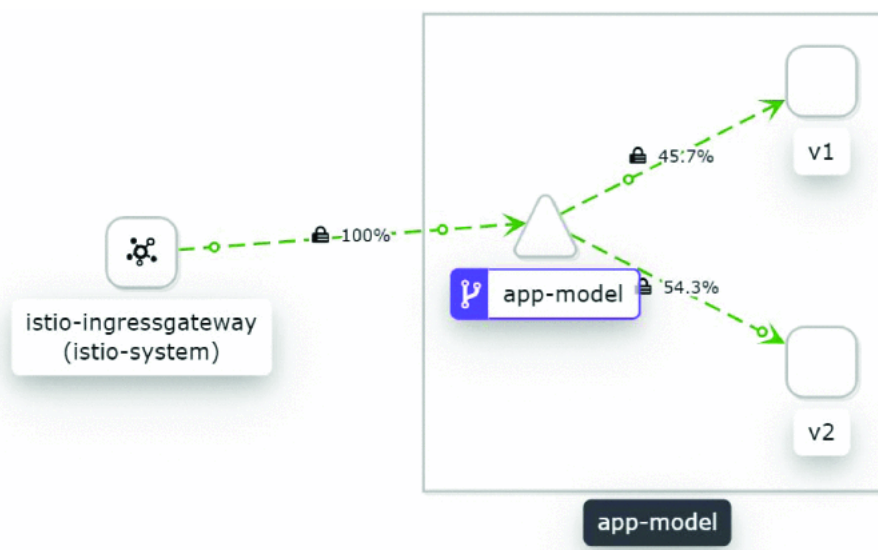 45.7%
v1
100%
app-model
54.3%
istio-ingressgateway
(istio-system)
v2
app-model